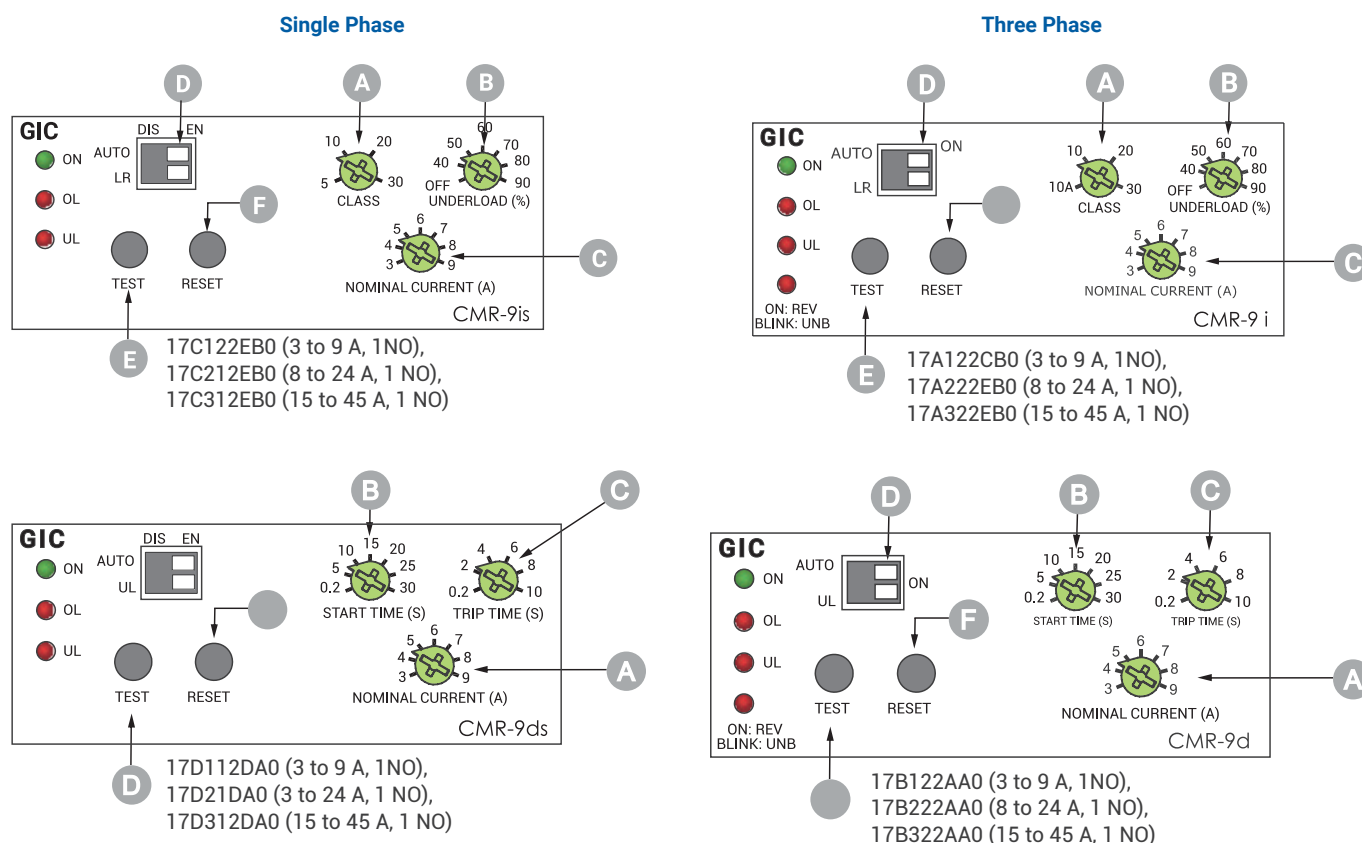 Single Phase
Three Phase
D
A
B
GIC
DIS EN
AUTO
LR
ON
OL
UL
F
5
10
20
30
CLASS
OFF
40
50
60
70
80
90
UNDERLOAD (%)
3
4
5
6
7
8
9
NOMINAL CURRENT (A)
C
TEST
RESET
CMR-9is
E
17C122EB0 (3 to 9 A, 1NO),
17C212EB0 (8 to 24 A, 1 NO),
17C312EB0 (15 to 45 A, 1 NO)
D
A
B
GIC
AUTO
ON
LR
ON
OL
UL
ON: REV
BLINK: UNB
10A
10
20
30
CLASS
OFF
40
50
60
70
80
90
UNDERLOAD (%)
3
4
5
6
7
8
9
NOMINAL CURRENT (A)
C
TEST
RESET
CMR-9 i
E
17A122CB0 (3 to 9 A, 1NO),
17A222EB0 (8 to 24 A, 1 NO),
17A322EB0 (15 to 45 A, 1 NO)
B
C
GIC
DIS EN
AUTO
UL
ON
OL
UL
0.2
5
10
15
20
25
30
START TIME (S)
0.2
2
4
6
8
10
TRIP TIME (S)
3
4
5
6
7
8
9
NOMINAL CURRENT (A)
A
TEST
RESET
CMR-9ds
D
17D112DA0 (3 to 9 A, 1NO),
17D21DA0 (3 to 24 A, 1 NO),
17D312DA0 (15 to 45 A, 1 NO)
D
B
C
GIC
AUTO
UL
ON
ON
OL
UL
ON: REV
BLINK: UNB
F
0.2
5
10
15
20
25
30
START TIME (S)
0.2
2
4
6
8
10
TRIP TIME (S)
3
4
5
6
7
8
9
NOMINAL CURRENT (A)
A
TEST
RESET
CMR-9d
17B122AA0 (3 to 9 A, 1NO),
17B222AA0 (8 to 24 A, 1 NO),
17B322AA0 (15 to 45 A, 1 NO)